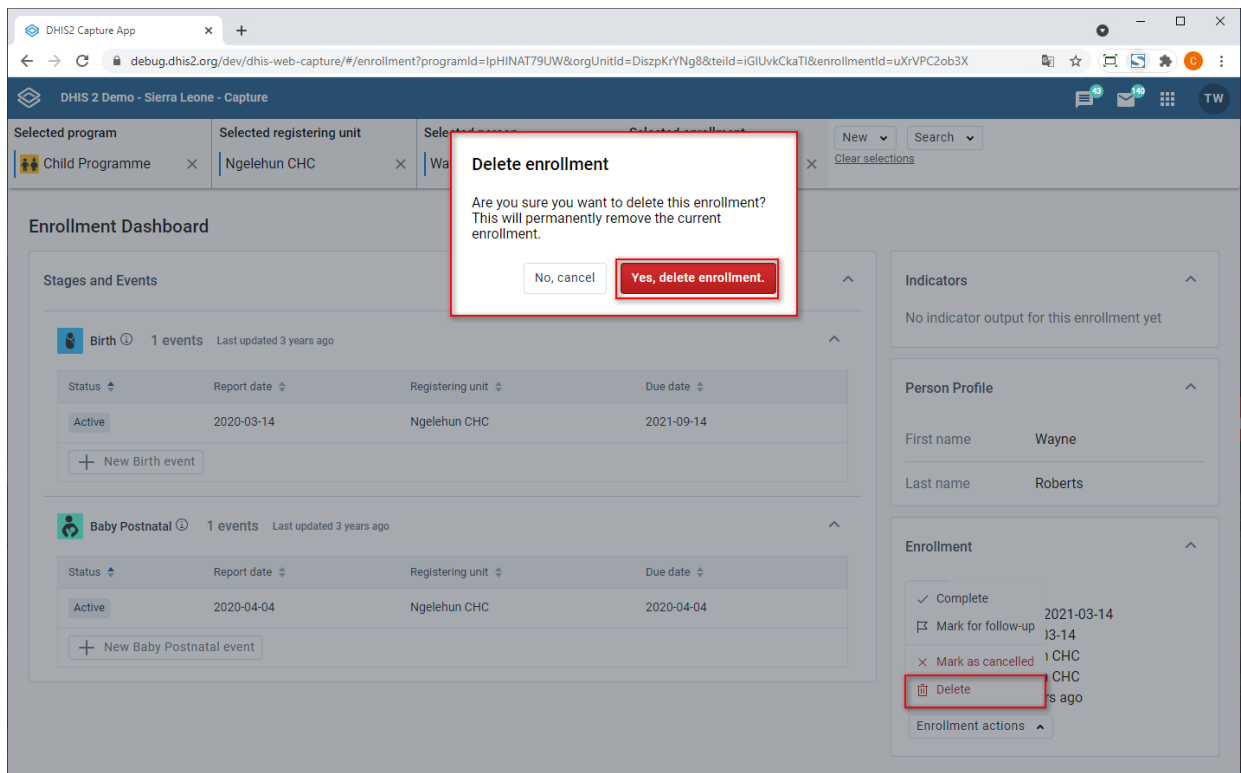 DHIS2 Capture App
debug.dhis2.org/dev/dhis-web-capture/#/enrollment?programId=IpHINAT79UW&orgUnitId=DiszpKrYNg8&teiId=iGlUvkCkaTI&enrollmentId=uXrVPC2ob3X
C
DHIS 2 Demo - Sierra Leone - Capture
43
140
TW
Selected program
Selected registering unit
New
Search
Child Programme
Ngelehun CHC
Wa
Clear selections
Delete enrollment
Are you sure you want to delete this enrollment?
This will permanently remove the current
enrollment.
No, cancel
Yes, delete enrollment.
Enrollment Dashboard
Stages and Events
Birth 1 events Last updated 3 years ago
Status Report date Registering unit Due date
Active 2020-03-14 Ngelehun CHC 2021-09-14
New Birth event
Baby Postnatal 1 events Last updated 3 years ago
Status Report date Registering unit Due date
Active 2020-04-04 Ngelehun CHC 2020-04-04
New Baby Postnatal event
Indicators
No indicator output for this enrollment yet
Person Profile
First name Wayne
Last name Roberts
Enrollment
Complete
2021-03-14
Mark for follow-up
03-14
Mark as cancelled
CHC
CHC
Delete
rs ago
Enrollment actions